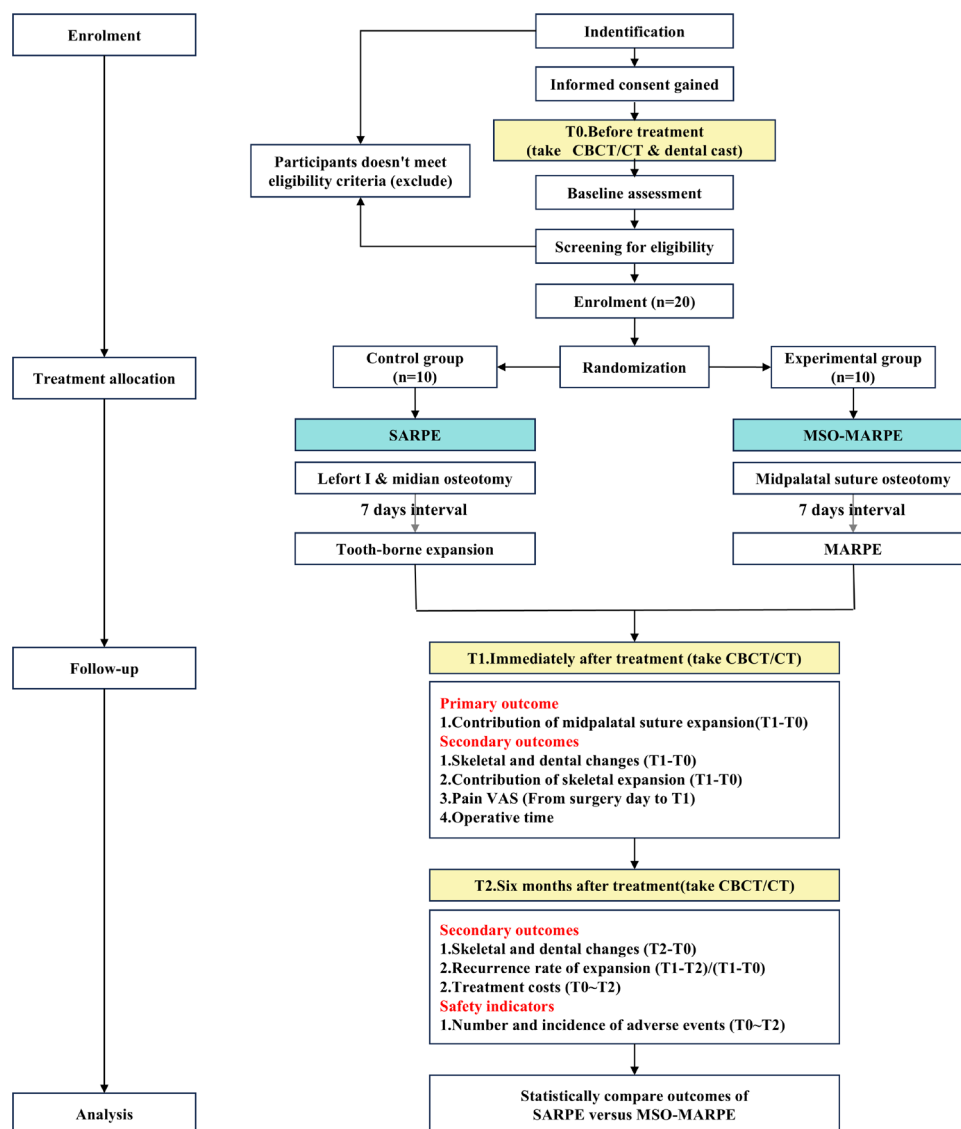 Enrolment
Indentification
Informed consent gained
T0.Before treatment
(take CBCT/CT & dental cast)
Participants doesn't meet
eligibility criteria (exclude)
Baseline assessment
Screening for eligibility
Enrolment (n=20)
Treatment allocation
Control group
(n=10)
Randomization
Experimental group
(n=10)
SARPE
MSO-MARPE
Lefort I & midian osteotomy
Midpalatal suture osteotomy
7 days interval
7 days interval
Tooth-borne expansion
MARPE
Follow-up
T1.Immediately after treatment (take CBCT/CT)
Primary outcome
1.Contribution of midpalatal suture expansion(T1-T0)
Secondary outcomes
1.Skeletal and dental changes (T1-T0)
2.Contribution of skeletal expansion (T1-T0)
3.Pain VAS (From surgery day to T1)
4.Operative time
T2.Six months after treatment(take CBCT/CT)
Secondary outcomes
1.Skeletal and dental changes (T2-T0)
2.Recurrence rate of expansion (T1-T2)/(T1-T0)
2.Treatment costs (T0~T2)
Safety indicators
1.Number and incidence of adverse events (T0~T2)
Analysis
Statistically compare outcomes of
SARPE versus MSO-MARPE